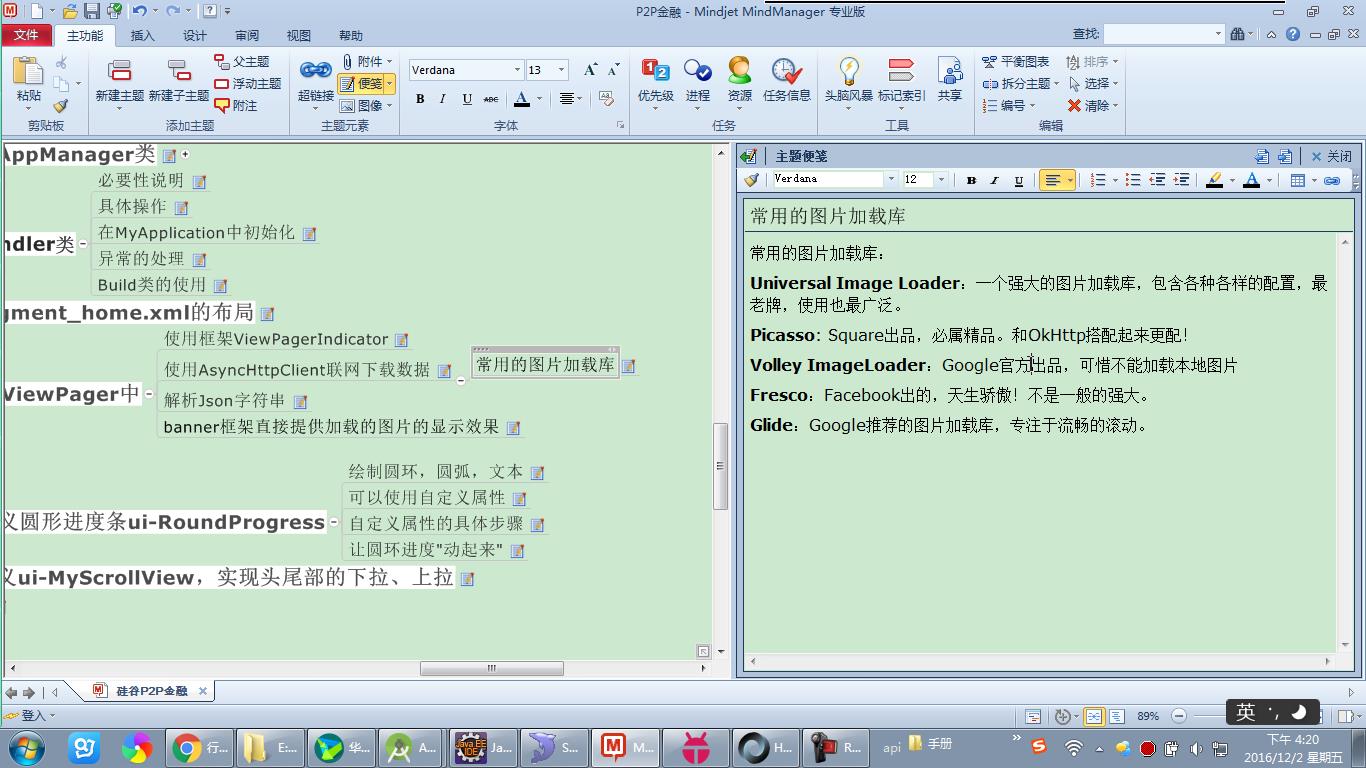 P2P金融 - Mindjet MindManager 专业版
文件 主功能 插入 设计 审阅 视图 帮助 查找:
粘贴 新建主题 新建子主题 父主题 浮动主题 附注 超链接 附件 便笺 图像 Verdana 13 B I U ABC A 优先级 进程 资源 任务信息 头脑风暴 标记索引 共享 平衡图表 拆分主题 编号 排序 选择 清除
剪贴板 添加主题 主题元素 字体 任务 工具 编辑
AppManager类
必要性说明
具体操作
在MyApplication中初始化
ndler类
异常的处理
Build类的使用
gment_home.xml的布局
使用框架ViewPagerIndicator
使用AsyncHttpClient联网下载数据
常用的图片加载库
ViewPager中
解析Json字符串
banner框架直接提供加载的图片的显示效果
绘制圆环，圆弧，文本
可以使用自定义属性
义圆形进度条ui-RoundProgress
自定义属性的具体步骤
让圆环进度"动起来"
义ui-MyScrollView，实现头尾部的下拉、上拉
主题便笺 关闭
Verdana 12 B I U A
常用的图片加载库
常用的图片加载库：
Universal Image Loader：一个强大的图片加载库，包含各种各样的配置，最
老牌，使用也最广泛。
Picasso: Square出品，必属精品。和OkHttp搭配起来更配！
Volley ImageLoader：Google官方出品，可惜不能加载本地图片
Fresco：Facebook出的，天生骄傲！不是一般的强大。
Glide：Google推荐的图片加载库，专注于流畅的滚动。
硅谷P2P金融
登入 89% 英
行... E:... 华... A... Ja... S... M... H... R... api 手册 下午 4:20
2016/12/2 星期五